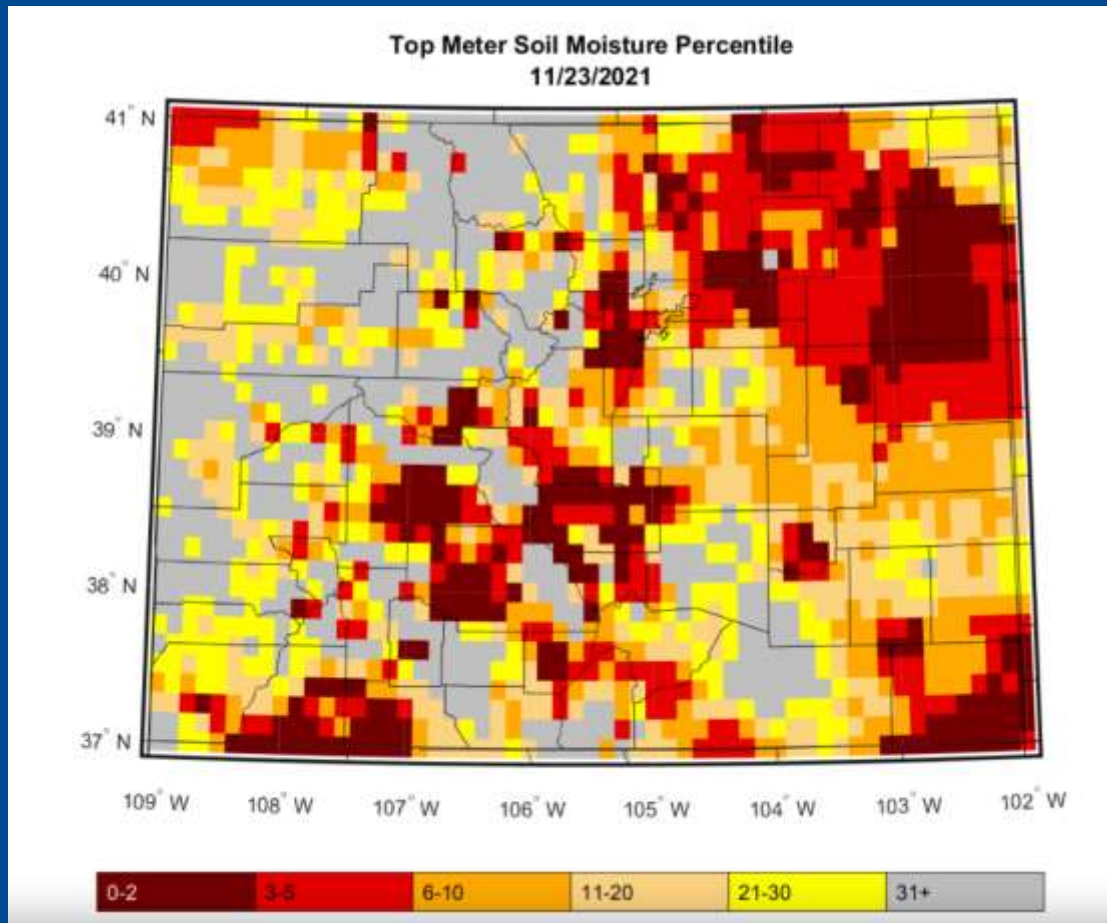 Top Meter Soil Moisture Percentile
11/23/2021
41° N
40° N
39° N
38° N
37° N
109° W 108° W 107° W 106° W 105° W 104° W 103° W 102° W
0-2 3-5 6-10 11-20 21-30 31+